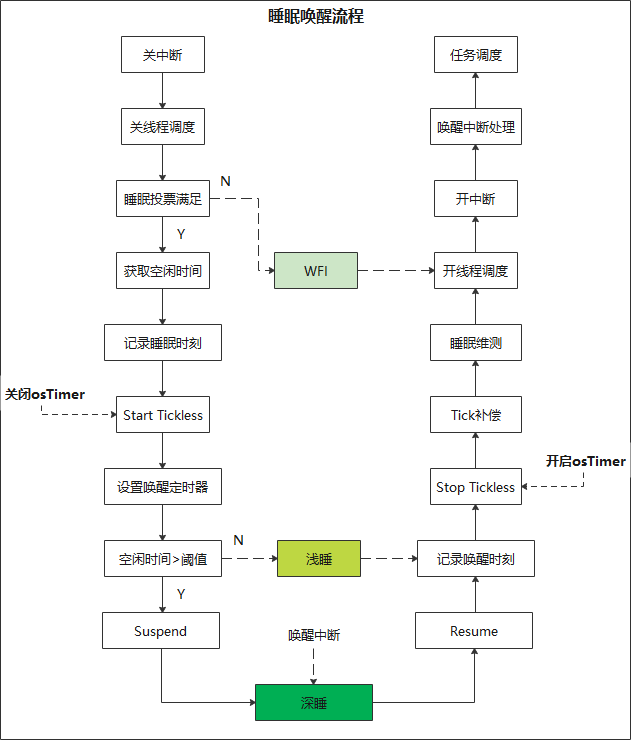 睡眠唤醒流程
关中断
任务调度
关线程调度
唤醒中断处理
睡眠投票满足
N
开中断
Y
获取空闲时间
WFI
开线程调度
记录睡眠时刻
睡眠维测
关闭osTimer
Start Tickless
Tick补偿
开启osTimer
设置唤醒定时器
Stop Tickless
空闲时间>阈值
N
浅睡
记录唤醒时刻
Y
Suspend
唤醒中断
Resume
深睡